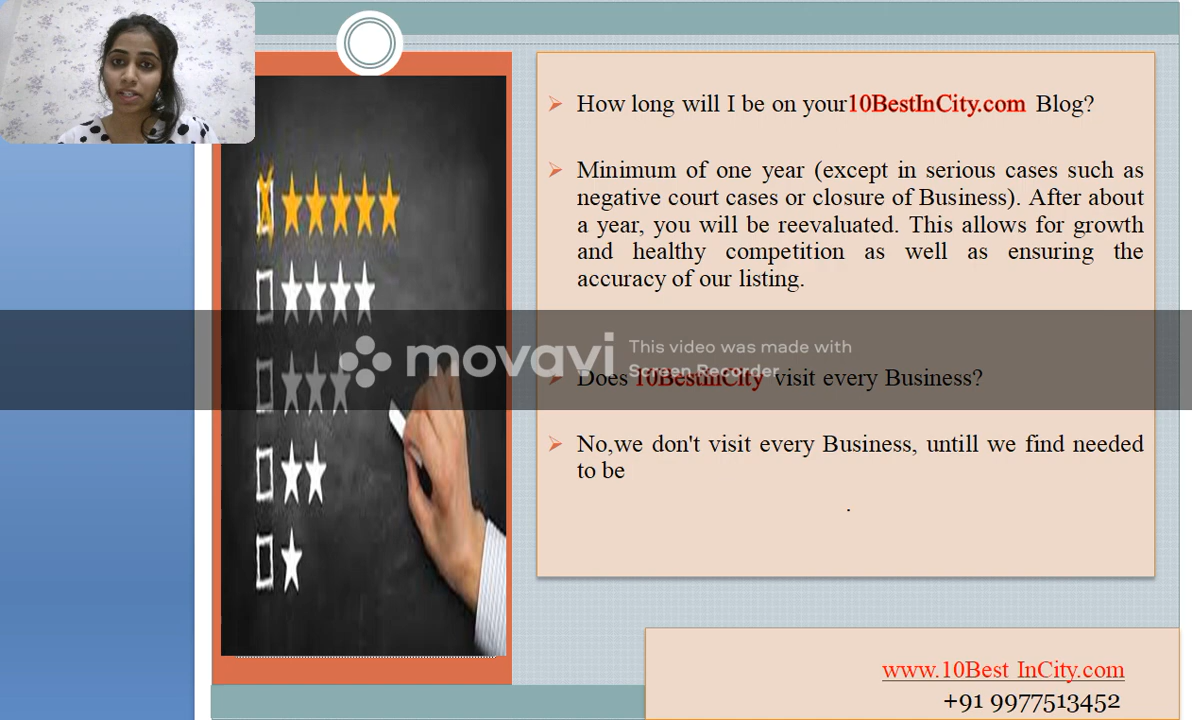 How long will I be on your10BestInCity.com Blog?
Minimum of one year (except in serious cases such as
negative court cases or closure of Business). After about
a year, you will be reevaluated. This allows for growth
and healthy competition as well as ensuring the
accuracy of our listing.
movavi
This video was made with
Screen Recorder
Does 10BestInCity visit every Business?
No,we don't visit every Business, untill we find needed
to be
.
www.10Best InCity.com
+91 9977513452